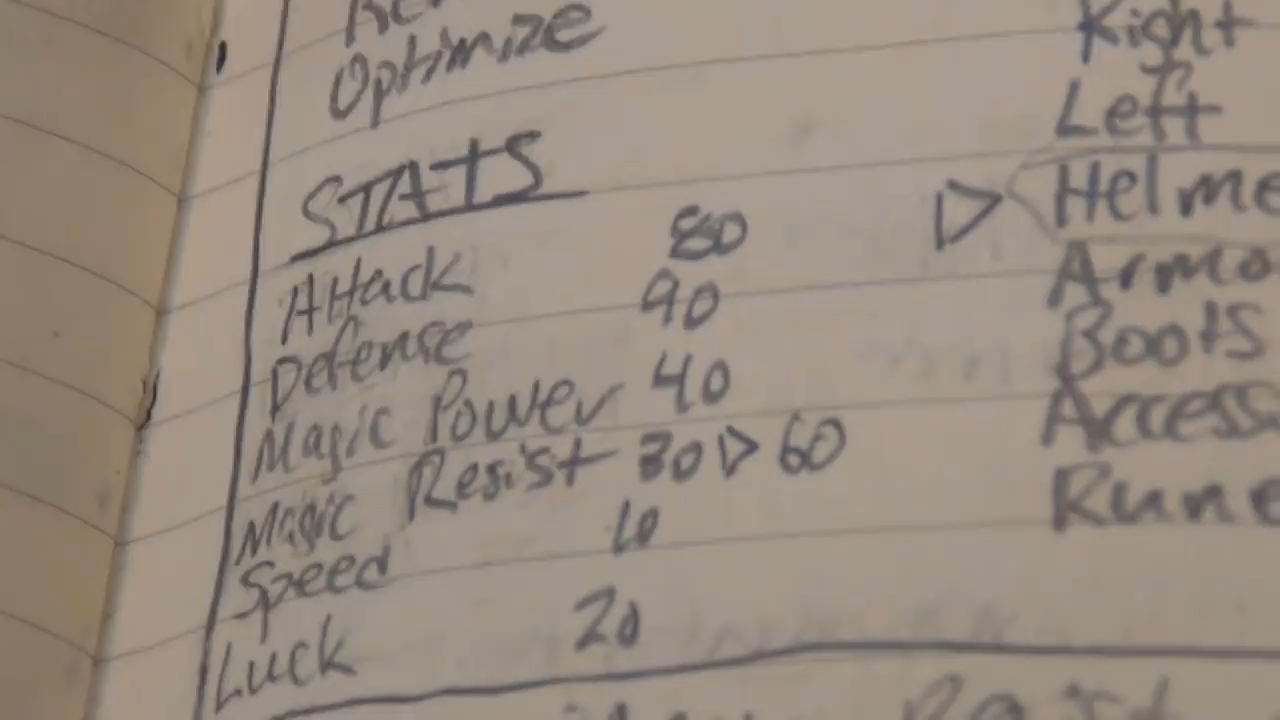 Optimize
STATS
Attack 80
Defense 90
Magic Power 40
Magic Resist 30 ▷ 60
Speed 10
Luck 20
Right
Left
▷ Helme
Armo
Boots
Access
Rune